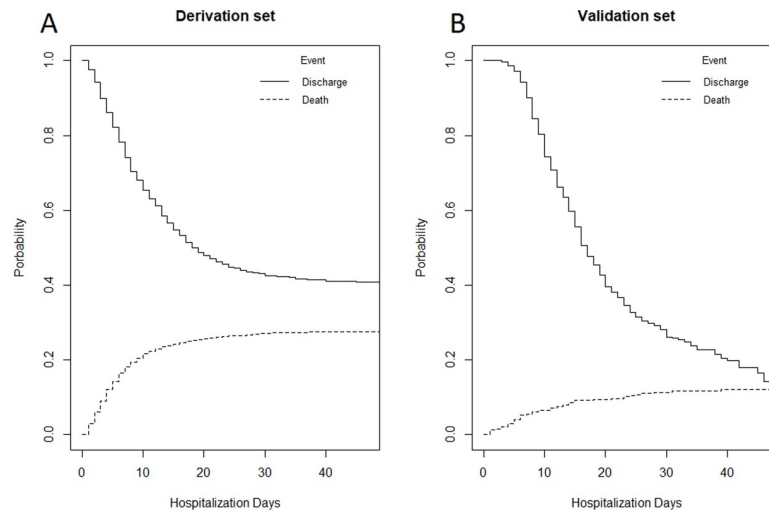 A
Derivation set
Event
Discharge
Death
Porbability
0.0
0.2
0.4
0.6
0.8
1.0
0
10
20
30
40
Hospitalization Days
B
Validation set
Event
Discharge
Death
Porbability
0.0
0.2
0.4
0.6
0.8
1.0
0
10
20
30
40
Hospitalization Days